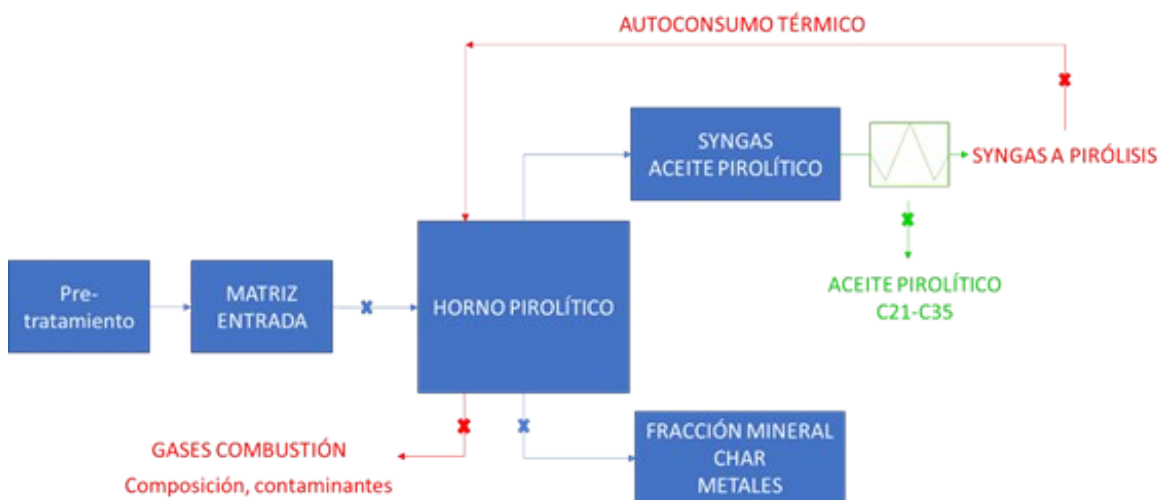 AUTOCONSUMO TÉRMICO
SYNGAS
ACEITE PIROLÍTICO
SYNGAS A PIRÓLISIS
Pre-
tratamiento
MATRIZ
ENTRADA
HORNO PIROLÍTICO
ACEITE PIROLÍTICO
C21-C35
GASES COMBUSTIÓN
Composición, contaminantes
FRACCIÓN MINERAL
CHAR
METALES